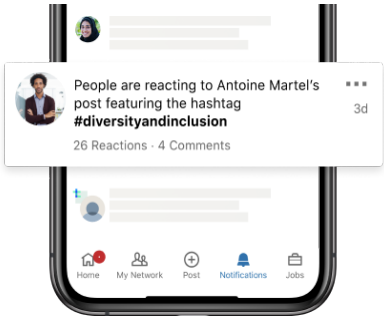 People are reacting to Antoine Martel's
post featuring the hashtag
#diversityandinclusion
26 Reactions · 4 Comments
3d
Home
My Network
Post
Notifications
Jobs